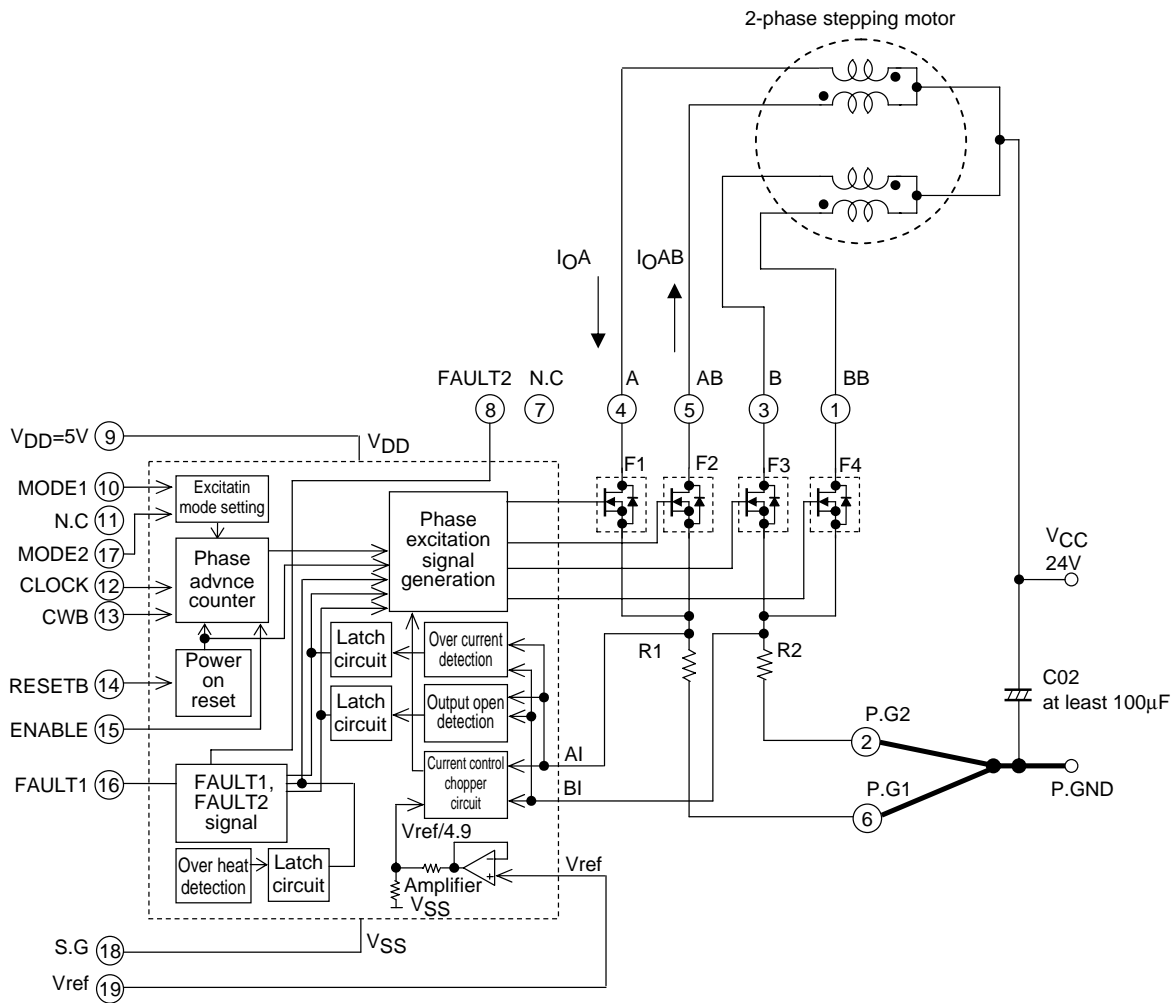 2-phase stepping motor
IOA
IOAB
FAULT2
N.C
A
AB
B
BB
8
7
4
5
3
1
VDD=5V
9
VDD
F1
F2
F3
F4
MODE1
10
Excitatin
mode setting
N.C
11
MODE2
17
Phase
excitation
signal
generation
VCC
24V
Phase
advnce
counter
CLOCK
12
CWB
13
Latch
circuit
Over current
detection
R1
R2
Power
on
reset
RESETB
14
C02
at least 100μF
Latch
circuit
Output open
detection
ENABLE
15
P.G2
2
AI
FAULT1
16
FAULT1,
FAULT2
signal
Current control
chopper
circuit
BI
P.G1
P.GND
6
Vref/4.9
Over heat
detection
Latch
circuit
Amplifier
Vref
VSS
S.G
18
VSS
Vref
19